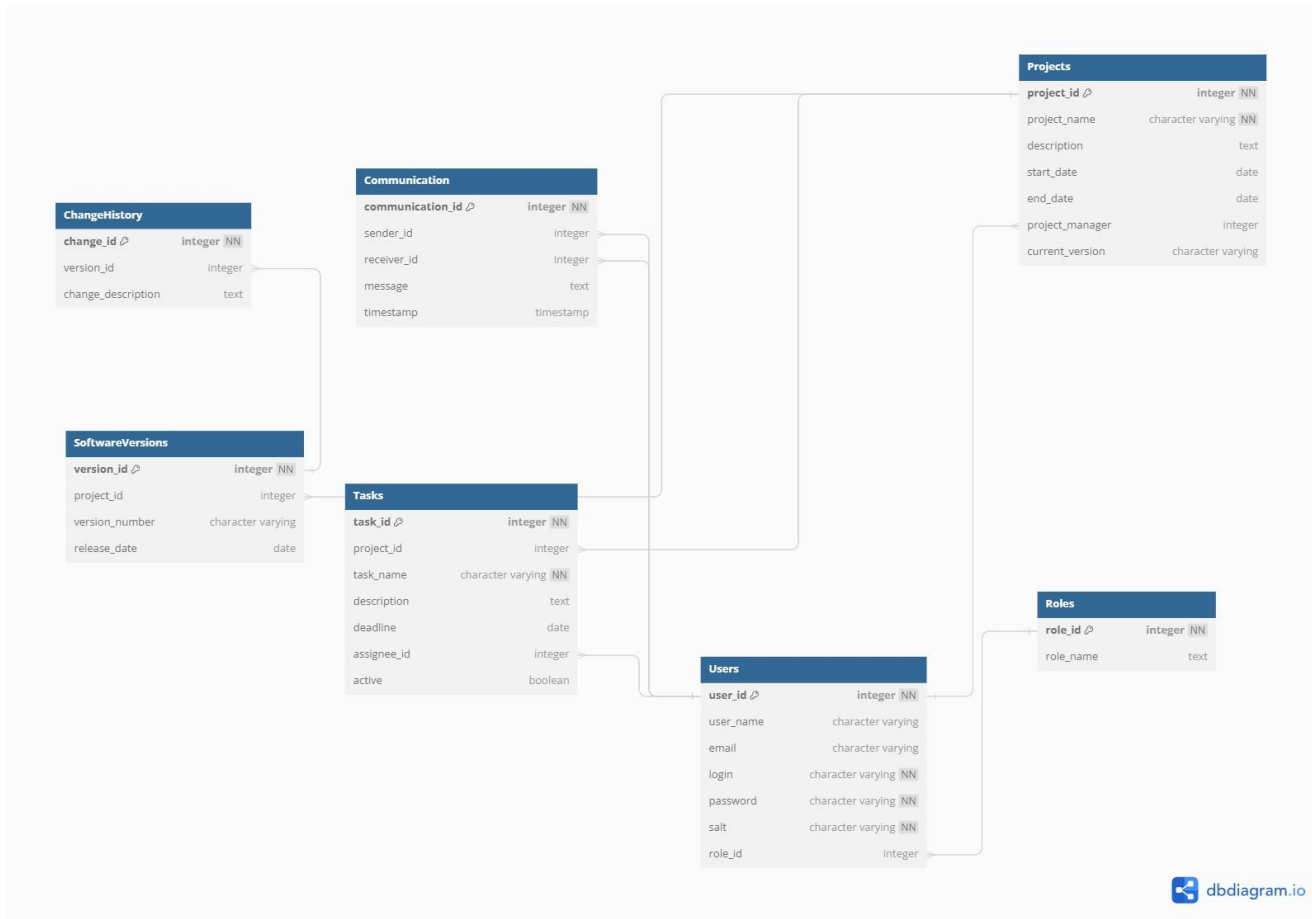 Projects
project_id integer NN
project_name character varying NN
description text
start_date date
end_date date
project_manager integer
current_version character varying
Communication
communication_id integer NN
sender_id integer
receiver_id integer
message text
timestamp timestamp
ChangeHistory
change_id integer NN
version_id integer
change_description text
SoftwareVersions
version_id integer NN
project_id integer
version_number character varying
release_date date
Tasks
task_id integer NN
project_id integer
task_name character varying NN
description text
deadline date
assignee_id integer
active boolean
Roles
role_id integer NN
role_name text
Users
user_id integer NN
user_name character varying
email character varying
login character varying NN
password character varying NN
salt character varying NN
role_id integer
dbdiagram.io